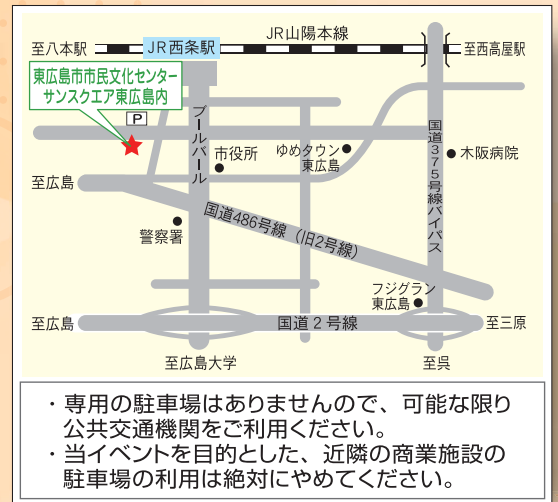 JR山陽本線
至八本駅
JR西条駅
至西高屋駅
東広島市市民文化センター
サンスクエア東広島内
P
ブールバール
市役所
ゆめタウン
東広島
国道375号線バイパス
木阪病院
至広島
国道486号線（旧2号線）
警察署
フジグラン
東広島
至広島
国道2号線
至三原
至広島大学
至呉
・専用の駐車場はありませんので、可能な限り
公共交通機関をご利用ください。
・当イベントを目的とした、近隣の商業施設の
駐車場の利用は絶対にやめてください。